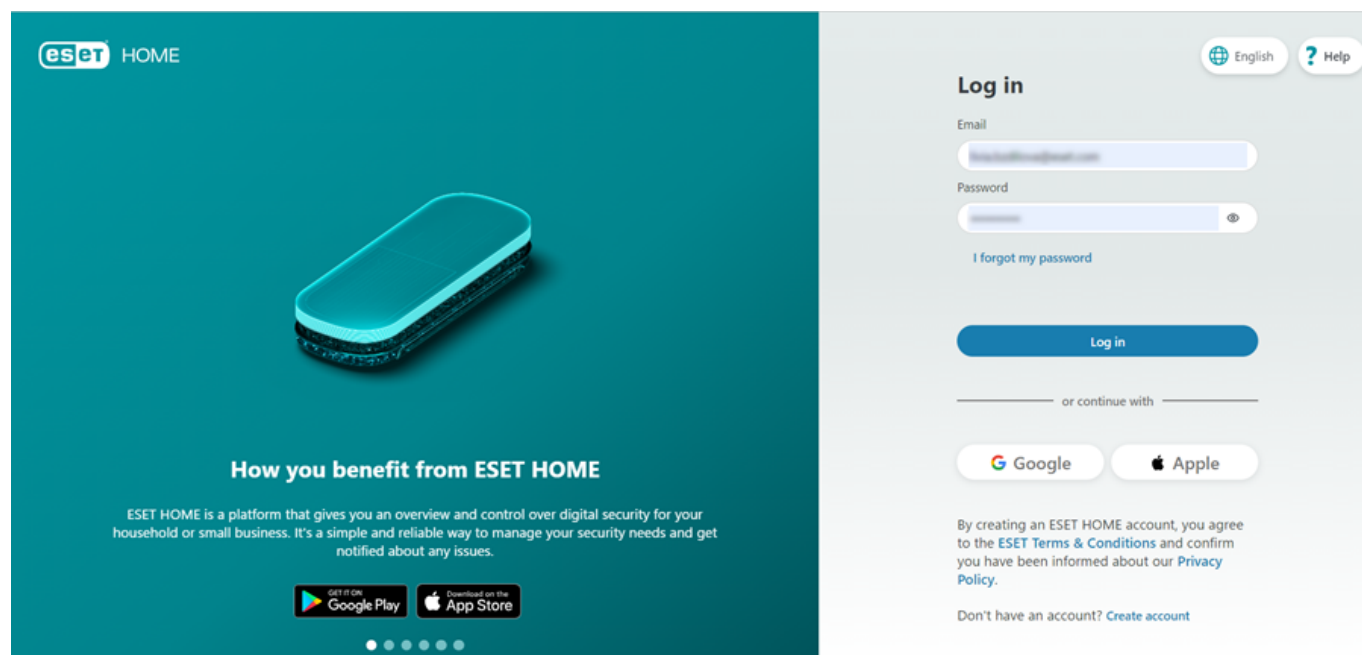 eset HOME
How you benefit from ESET HOME
ESET HOME is a platform that gives you an overview and control over digital security for your
household or small business. It's a simple and reliable way to manage your security needs and get
notified about any issues.
GET IT ON
Google Play
Download on the
App Store
English
? Help
Log in
Email
Password
I forgot my password
Log in
or continue with
Google
Apple
By creating an ESET HOME account, you agree
to the ESET Terms & Conditions and confirm
you have been informed about our Privacy
Policy.
Don't have an account? Create account